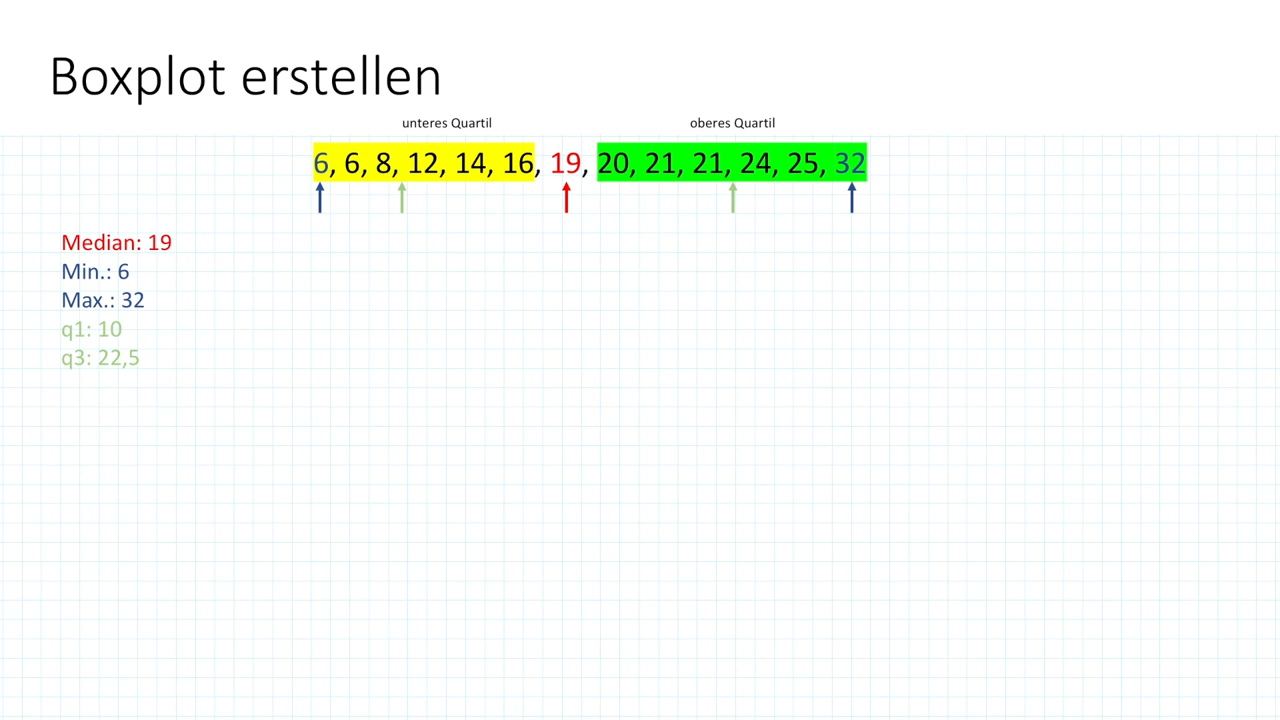 Boxplot erstellen
unteres Quartil
oberes Quartil
6, 6, 8, 12, 14, 16, 19, 20, 21, 21, 24, 25, 32
Median: 19
Min.: 6
Max.: 32
q1: 10
q3: 22,5